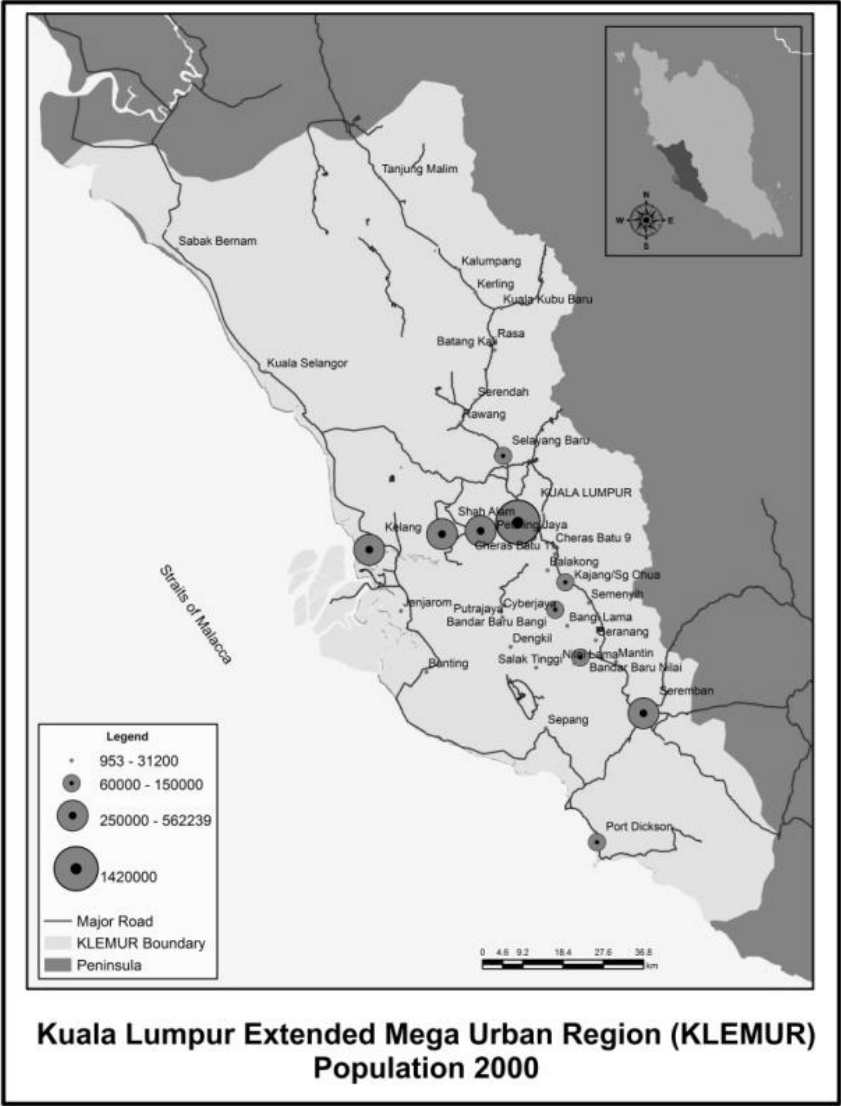 N
W E
S
Tanjung Malim
Sabak Bernam
Kalumpang
Kerling
Kuala Kubu Baru
Rasa
Batang Kali
Kuala Selangor
Serendah
Rawang
Selayang Baru
KUALA LUMPUR
Shah Alam
Kelang
Petaling Jaya
Cheras Batu 9
Cheras Batu 11
Balakong
Kajang/Sg Chua
Semenyih
Jenjarom
Putrajaya
Cyberjaya
Bandar Baru Bangi
Bangi Lama
Beranang
Dengkil
Nilai Lama
Mantin
Salak Tinggi
Bandar Baru Nilai
Bunting
Seremban
Sepang
Port Dickson
Straits of Malacca
Legend
953 - 31200
60000 - 150000
250000 - 562239
1420000
Major Road
KLEMUR Boundary
Peninsula
0 4.6 9.2 18.4 27.6 36.8
km
Kuala Lumpur Extended Mega Urban Region (KLEMUR)
Population 2000